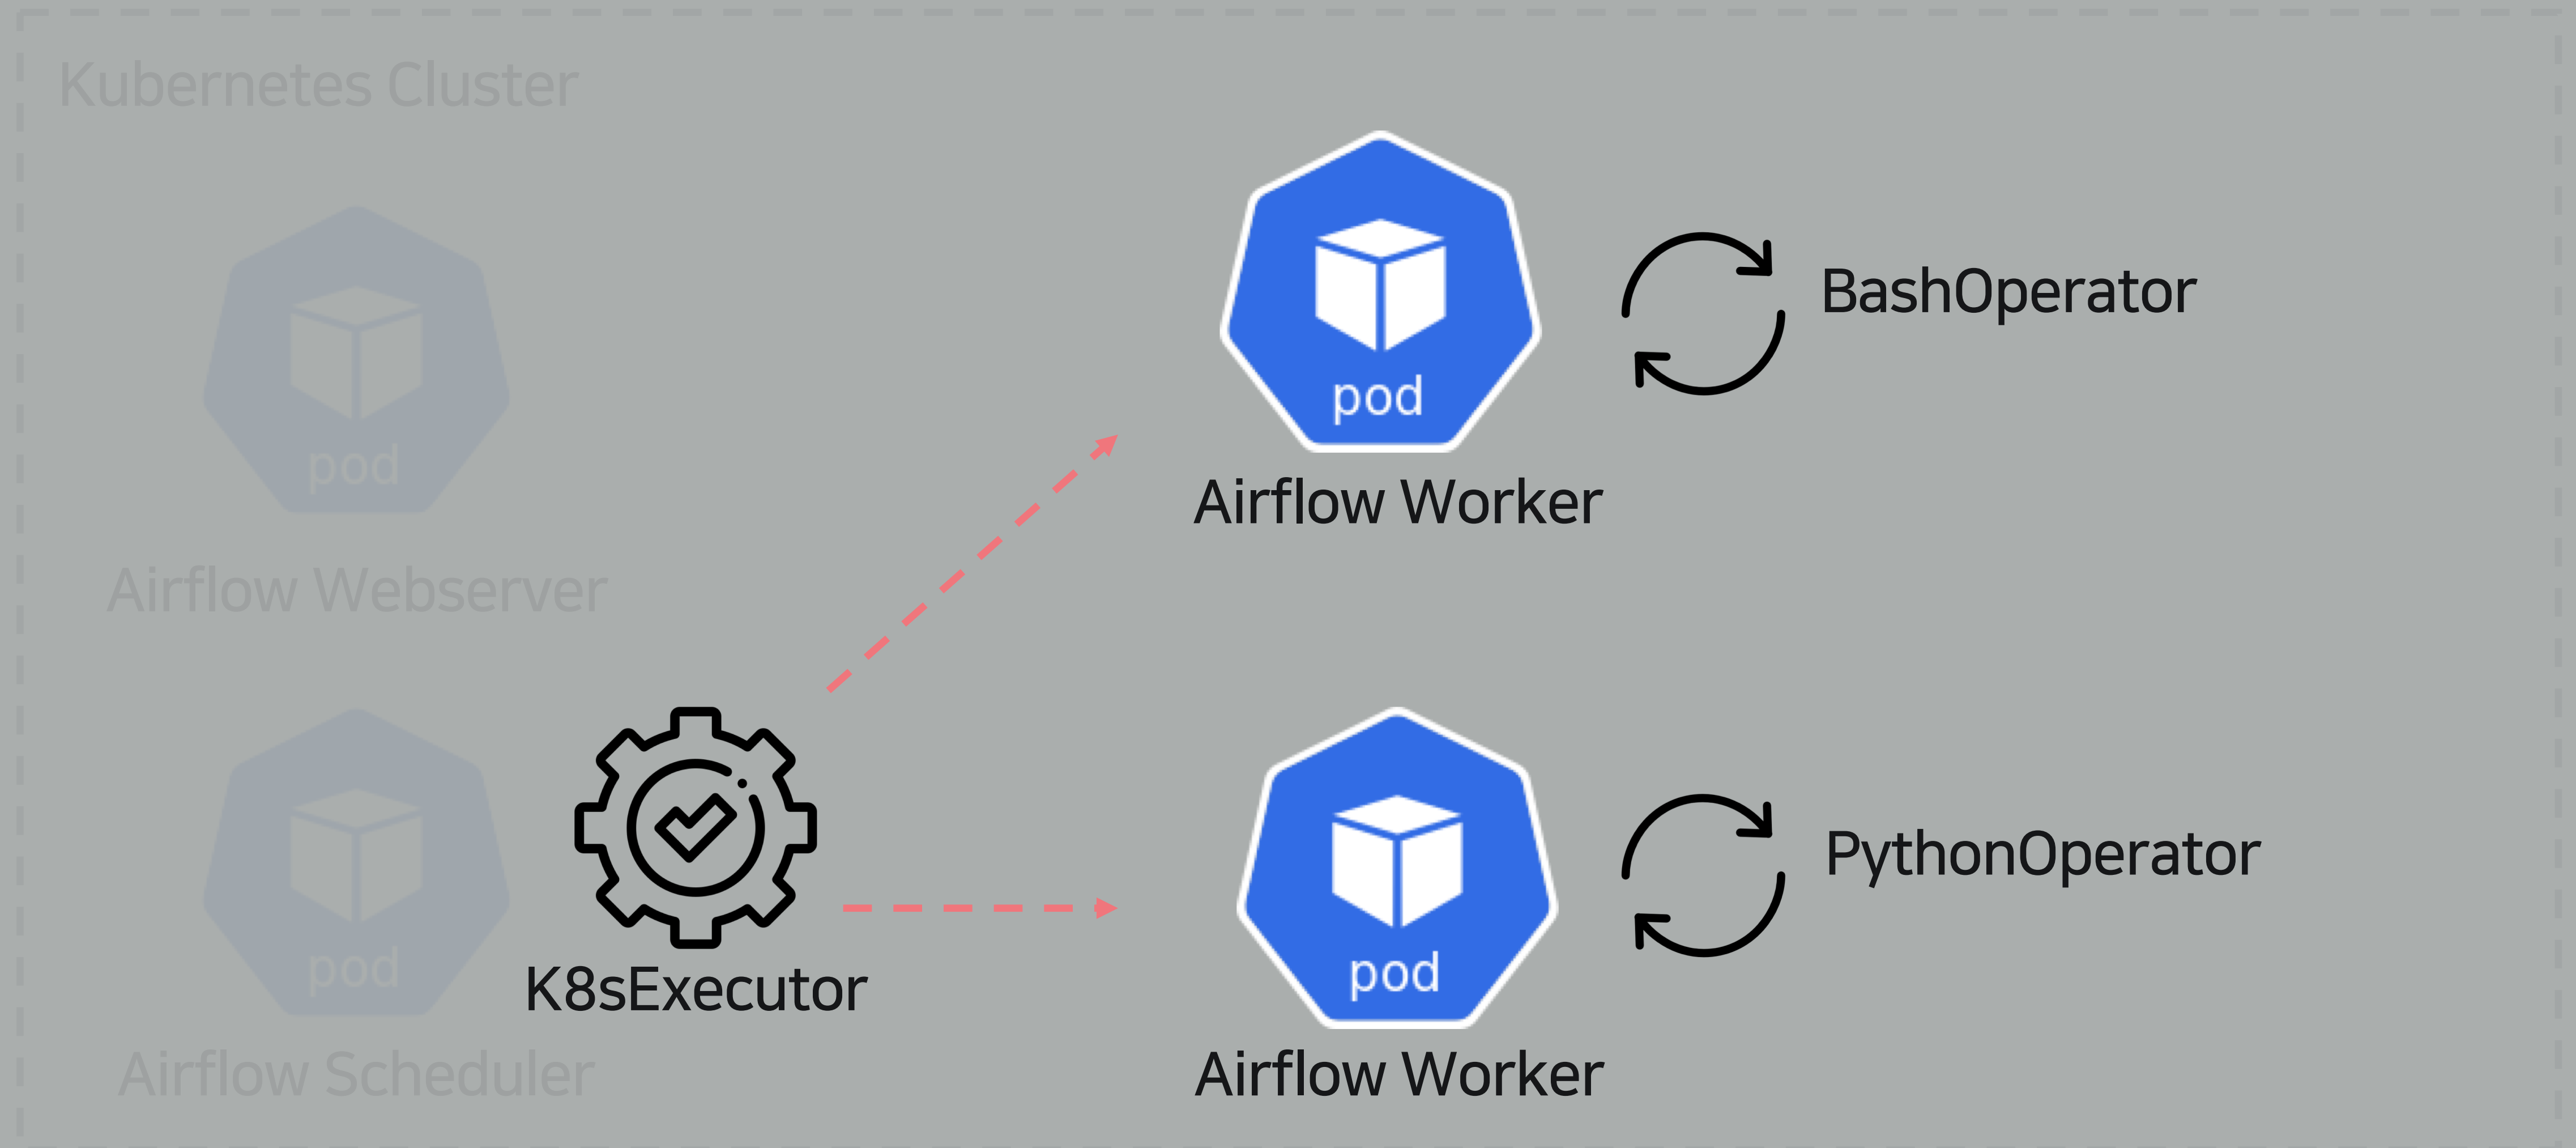 Kubernetes Cluster
pod
Airflow Webserver
pod
Airflow Scheduler
K8sExecutor
pod
Airflow Worker
BashOperator
pod
Airflow Worker
PythonOperator